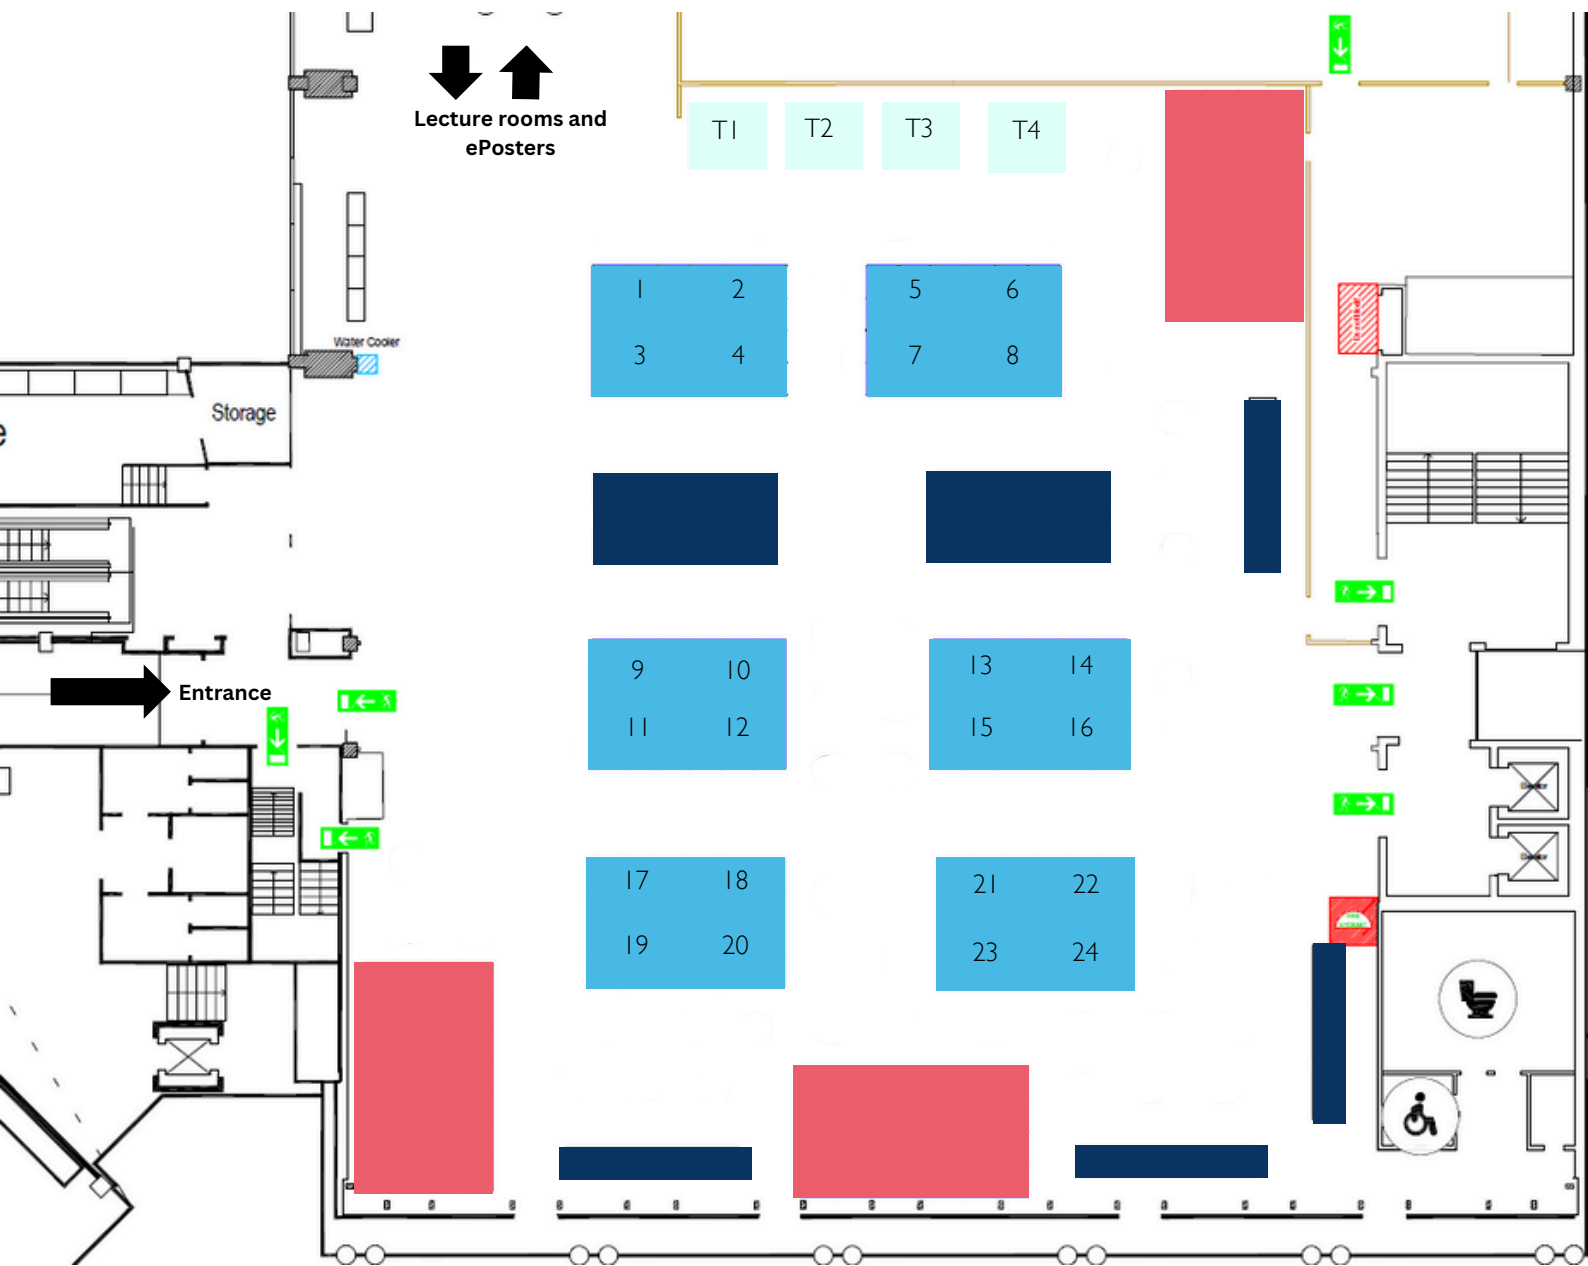 Lecture rooms and
ePosters
T1 T2 T3 T4
1 2 5 6
3 4 7 8
Water Cooler
Storage
e
9 10 13 14
11 12 15 16
Entrance
17 18 21 22
19 20 23 24